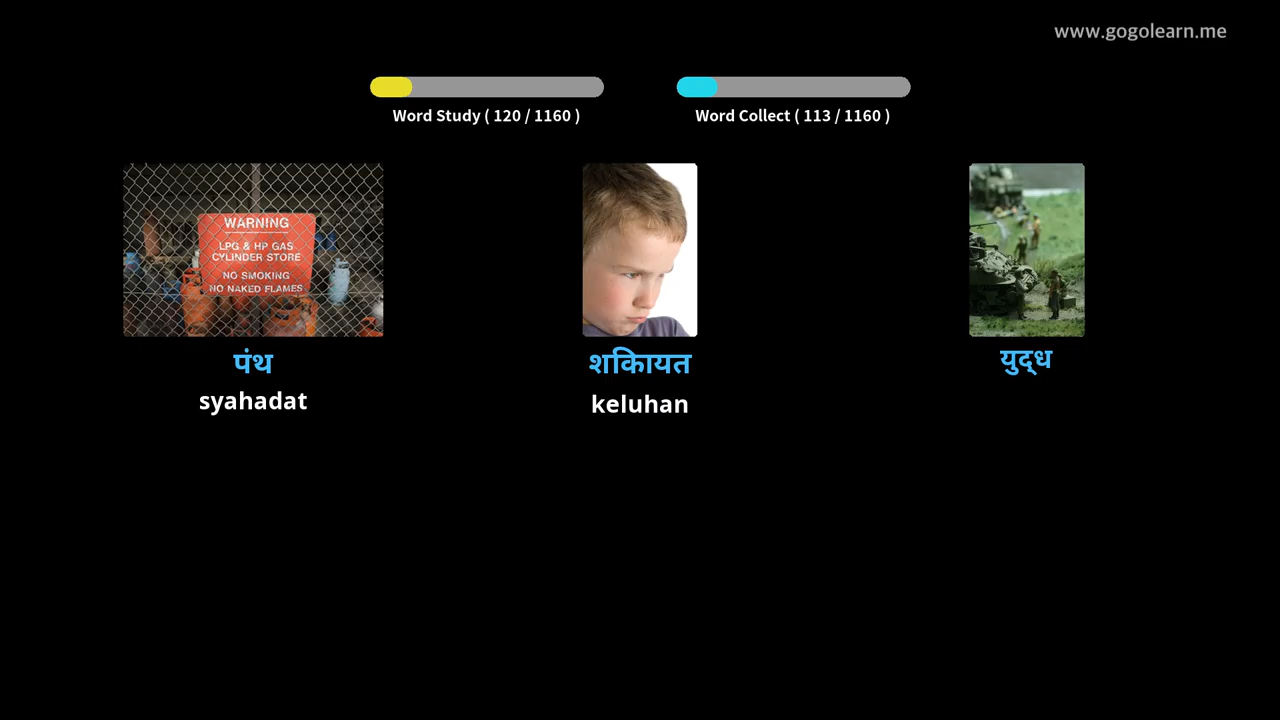 www.gogolearn.me
Word Study ( 120 / 1160 )
Word Collect ( 113 / 1160 )
WARNING
LPG & HP GAS
CYLINDER STORE
NO SMOKING
NO NAKED FLAMES
पंथ
syahadat
शिकायत
keluhan
युद्ध